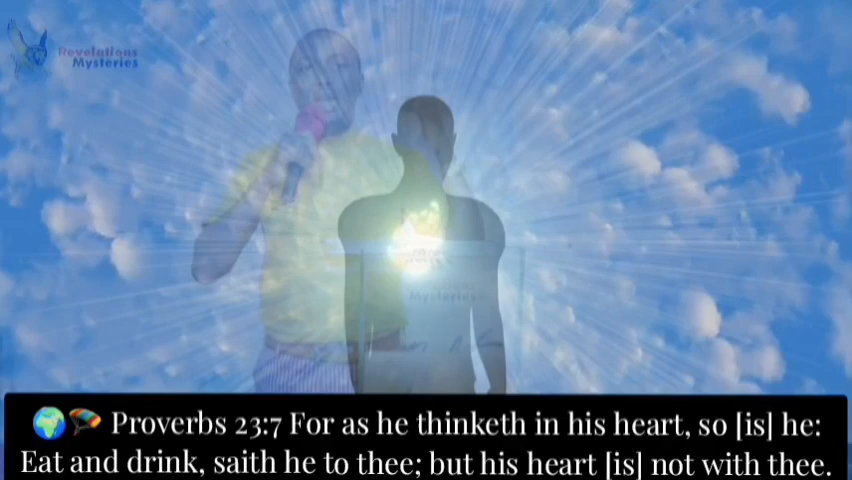 Revelations
Mysteries
Mysteries
🌍🪂 Proverbs 23:7 For as he thinketh in his heart, so [is] he:
Eat and drink, saith he to thee; but his heart [is] not with thee.